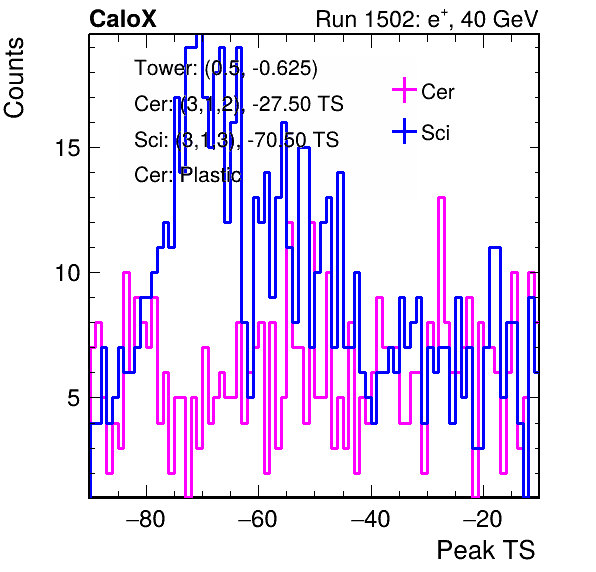 CaloX
Run 1502: e⁺, 40 GeV
Counts
Tower: (0.5, -0.625)
Cer: (3,1,2), -27.50 TS
Sci: (3,1,3), -70.50 TS
Cer: Plastic
Cer
Sci
15
10
5
−80
−60
−40
−20
Peak TS